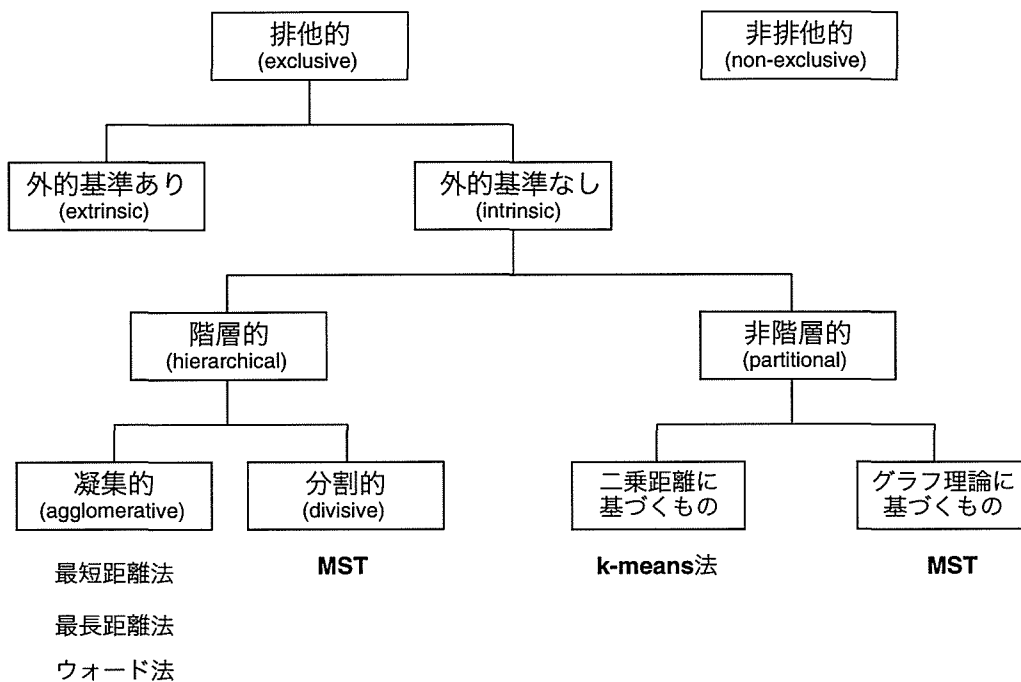 排他的
(exclusive)
非排他的
(non-exclusive)
外的基準あり
(extrinsic)
外的基準なし
(intrinsic)
階層的
(hierarchical)
非階層的
(partitional)
凝集的
(agglomerative)
分割的
(divisive)
二乗距離に
基づくもの
グラフ理論に
基づくもの
最短距離法
MST
k-means法
MST
最長距離法
ウォード法